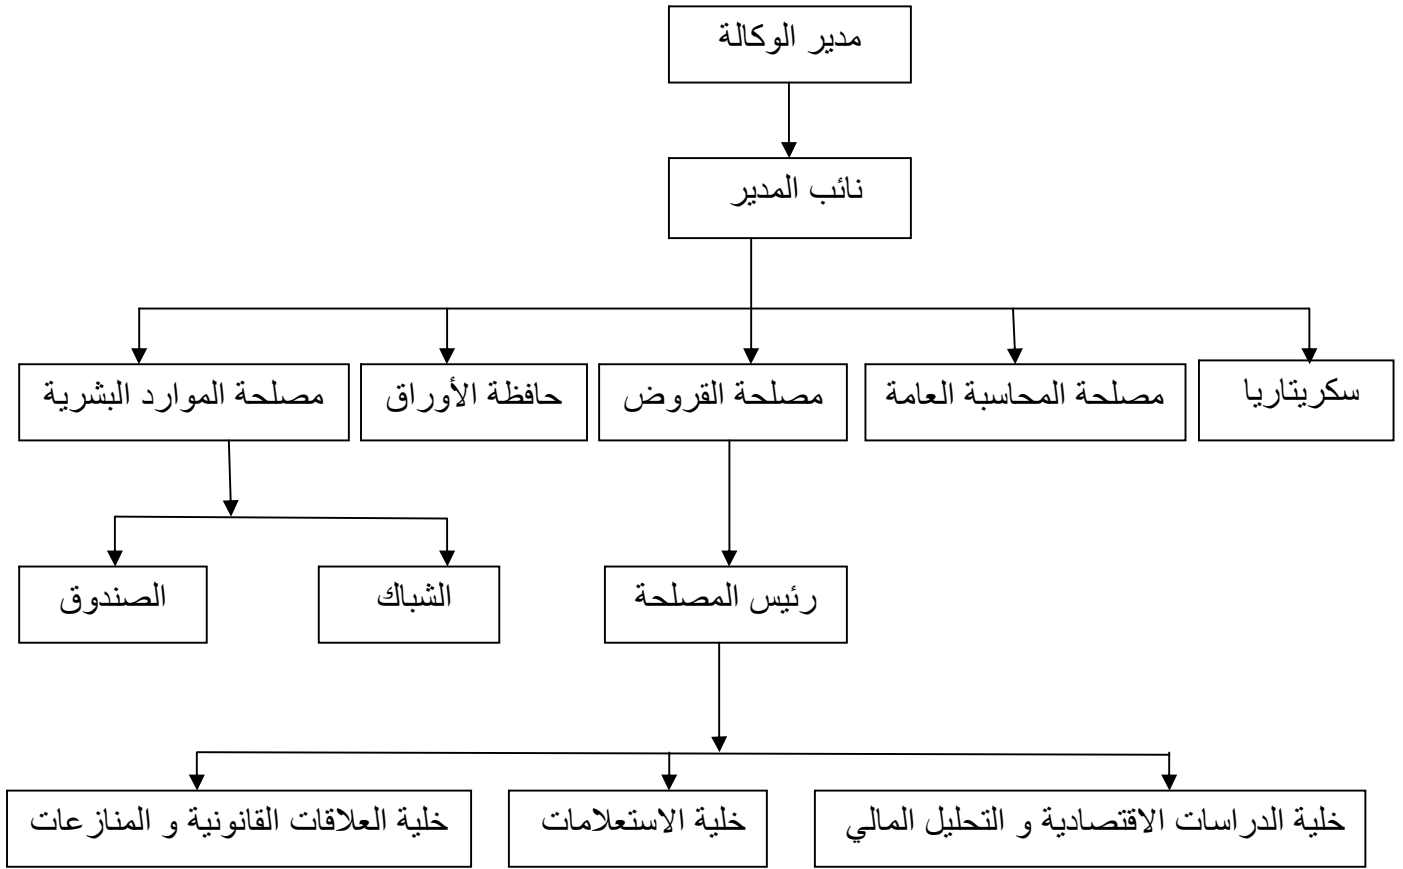 مدير الوكالة
نائب المدير
سكريتاريا
مصلحة المحاسبة العامة
مصلحة القروض
حافظة الأوراق
مصلحة الموارد البشرية
رئيس المصلحة
الشباك
الصندوق
خلية الدراسات الاقتصادية و التحليل المالي
خلية الاستعلامات
خلية العلاقات القانونية و المنازعات